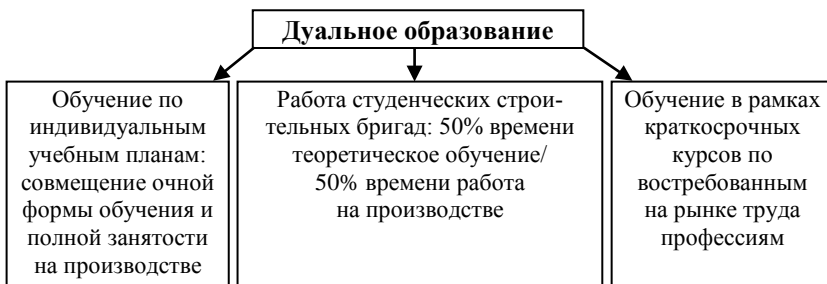 Дуальное образование
Обучение по
индивидуальным
учебным планам:
совмещение очной
формы обучения и
полной занятости
на производстве
Работа студенческих строи-
тельных бригад: 50% времени
теоретическое обучение/
50% времени работа
на производстве
Обучение в рамках
краткосрочных
курсов по
востребованным
на рынке труда
профессиям